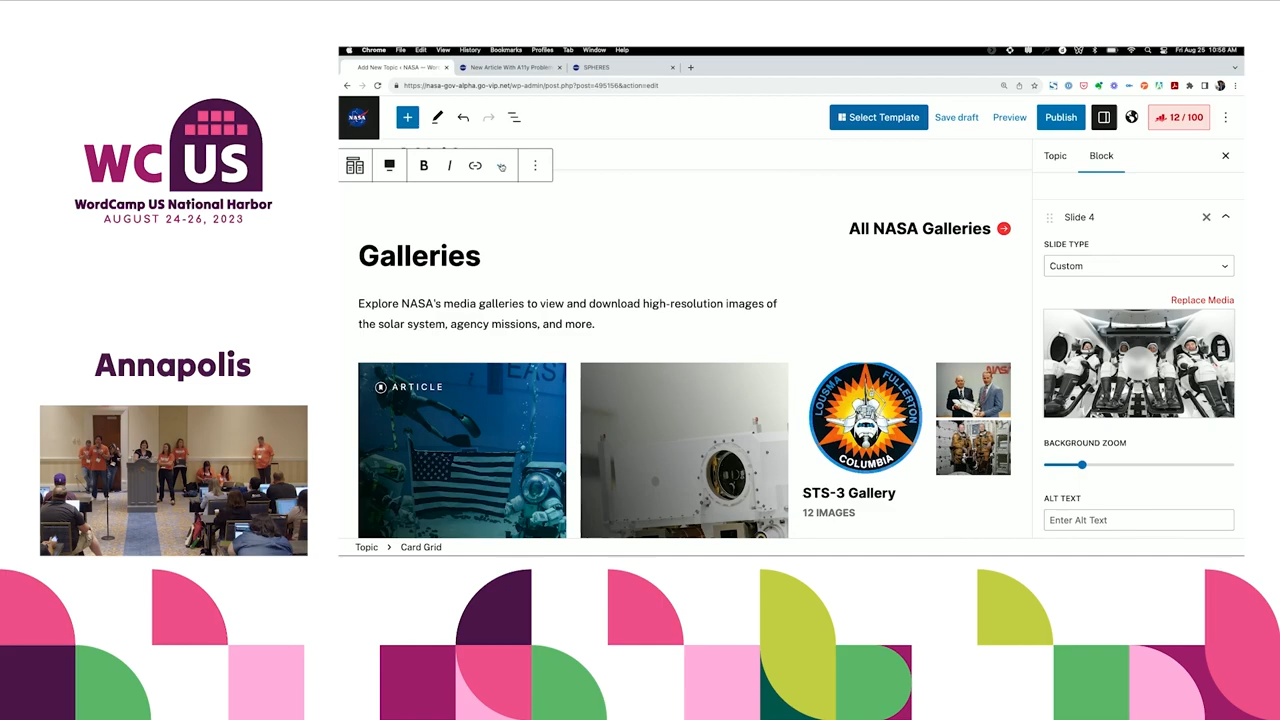 WC US
WordCamp US National Harbor
AUGUST 24-26, 2023
Annapolis
Chrome File Edit View History Bookmarks Profiles Tab Window Help
Fri Aug 25 10:56 AM
Add New Topic ‹ NASA — Wor
New Article With A11y Problem
SPHERES
https://nasa-gov-alpha.go-vip.net/wp-admin/post.php?post=495156&action=edit
NASA
Select Template
Save draft
Preview
Publish
12 / 100
B I
Topic
Block
All NASA Galleries
Galleries
Explore NASA's media galleries to view and download high-resolution images of
the solar system, agency missions, and more.
ARTICLE
EAST
LOUSMA FULLERTON
COLUMBIA
NASA
STS-3 Gallery
12 IMAGES
Slide 4
SLIDE TYPE
Custom
Replace Media
BACKGROUND ZOOM
ALT TEXT
Enter Alt Text
Topic > Card Grid